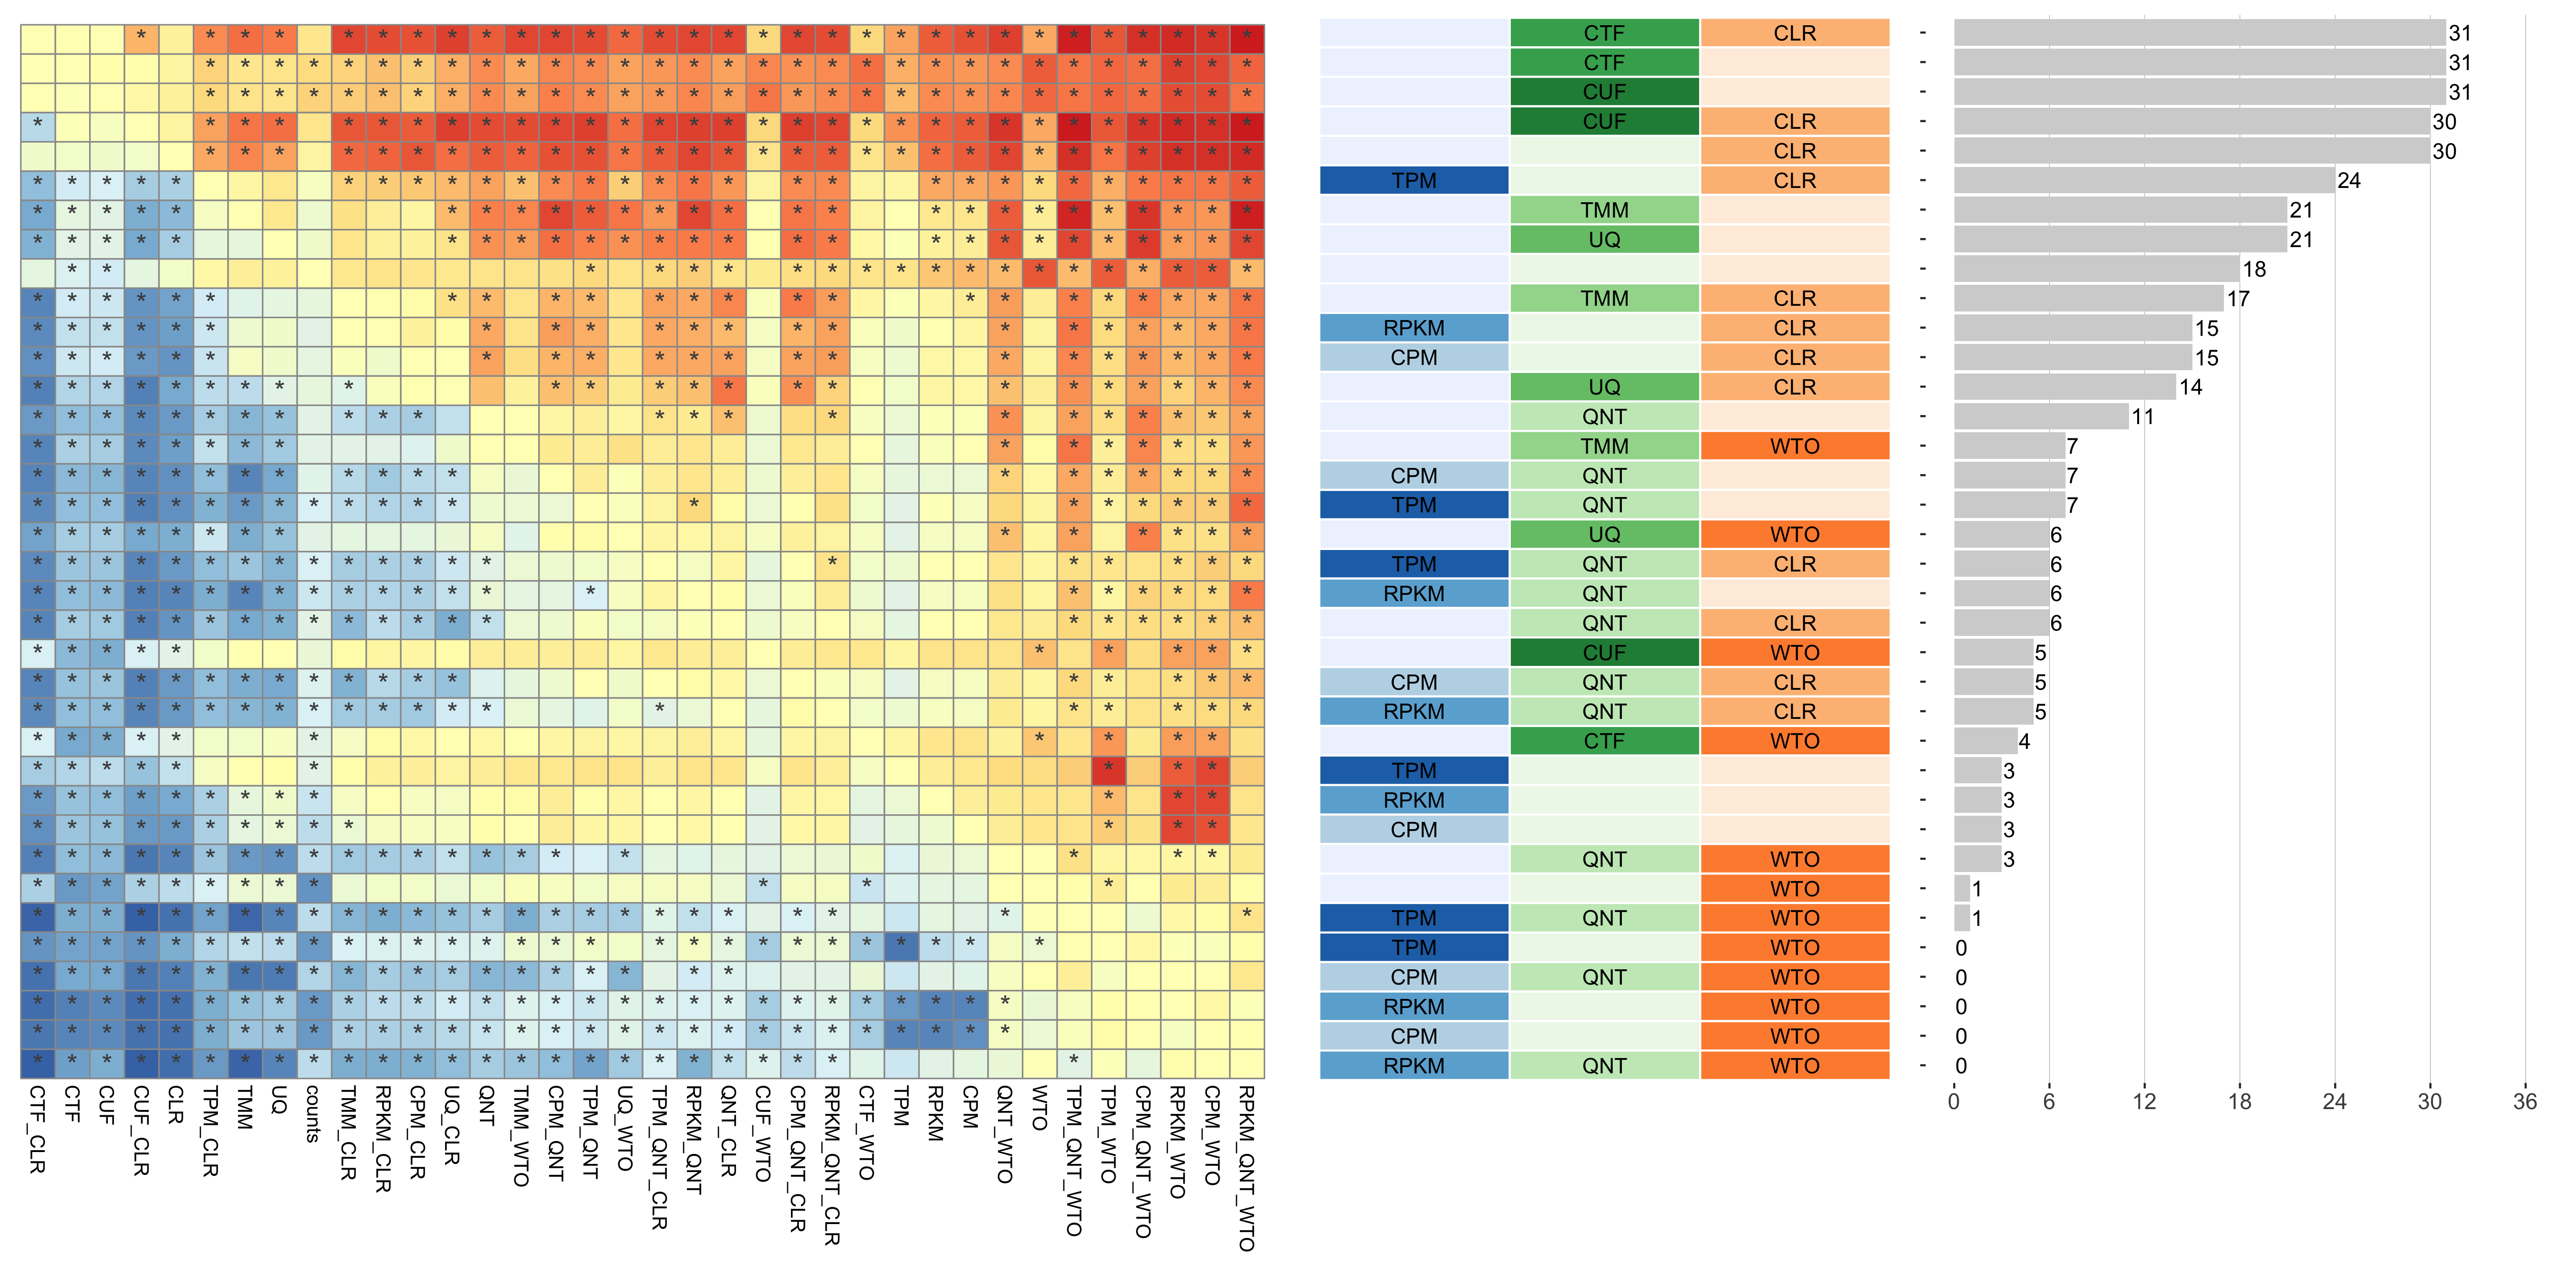 CTF CLR - 31
CTF - 31
CUF - 31
CUF CLR - 30
CLR - 30
TPM CLR - 24
TMM - 21
UQ - 21
- 18
TMM CLR - 17
RPKM CLR - 15
CPM CLR - 15
UQ CLR - 14
QNT - 11
TMM WTO - 7
CPM QNT - 7
TPM QNT - 7
UQ WTO - 6
TPM QNT CLR - 6
RPKM QNT - 6
QNT CLR - 6
CUF WTO - 5
CPM QNT CLR - 5
RPKM QNT CLR - 5
CTF WTO - 4
TPM - 3
RPKM - 3
CPM - 3
QNT WTO - 3
WTO - 1
TPM QNT WTO - 1
TPM WTO - 0
CPM QNT WTO - 0
RPKM WTO - 0
CPM WTO - 0
RPKM QNT WTO - 0
CTF_CLR
CTF
CUF
CUF_CLR
CLR
TPM_CLR
TMM
UQ
counts
TMM_CLR
RPKM_CLR
CPM_CLR
UQ_CLR
QNT
TMM_WTO
CPM_QNT
TPM_QNT
UQ_WTO
TPM_QNT_CLR
RPKM_QNT
QNT_CLR
CUF_WTO
CPM_QNT_CLR
RPKM_QNT_CLR
CTF_WTO
TPM
RPKM
CPM
QNT_WTO
WTO
TPM_QNT_WTO
TPM_WTO
CPM_QNT_WTO
RPKM_WTO
CPM_WTO
RPKM_QNT_WTO
0 6 12 18 24 30 36